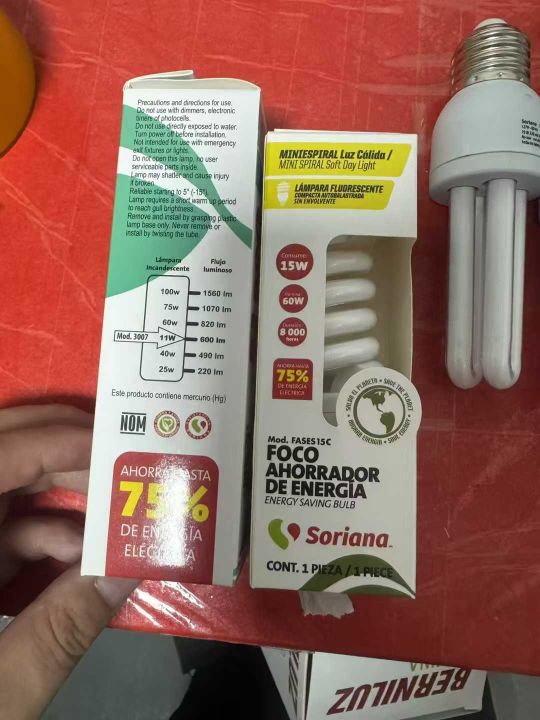 Precautions and directions for use.
Do not use with dimmers, electronic
timers of photocells.
Do not use directly exposed to water.
Turn power off before installation.
Not intended for use with emergency
exit fixtures or lights.
Do not open this lamp, no user
serviceable parts inside.
Lamp may shatter and cause injury
if broken.
Reliable starting to 5° (-15°).
Lamp requires a short warm up period
to reach gull brightness.
Remove and install by grasping plastic
lamp base only. Never remove or
install by twisting the tube.
Lámpara Incandescente
Flujo luminoso
100w 1560 lm
75w 1070 lm
60w 820 lm
Mod. 3007 11W 600 lm
40w 490 lm
25w 220 lm
Este producto contiene mercurio (Hg)
NOM
AHORRA HASTA
75%
DE ENERGÍA
ELÉCTRICA
MINIESPIRAL Luz Cálida /
MINI SPIRAL Soft Day Light
LÁMPARA FLUORESCENTE
COMPACTA AUTOBALASTRADA
SIN ENVOLVENTE
Consumo:
15W
60W
Duración:
8 000
horas
AHORRA HASTA
75%
DE ENERGÍA
ELÉCTRICA
SALVA EL PLANETA • SAVE THE PLANET
AHORRA ENERGÍA • SAVE ENERGY
Mod. FASES15C
FOCO
AHORRADOR
DE ENERGÍA
ENERGY SAVING BULB
Soriana
CONT. 1 PIEZA / 1 PIECE
Soriana
BERNILUZ